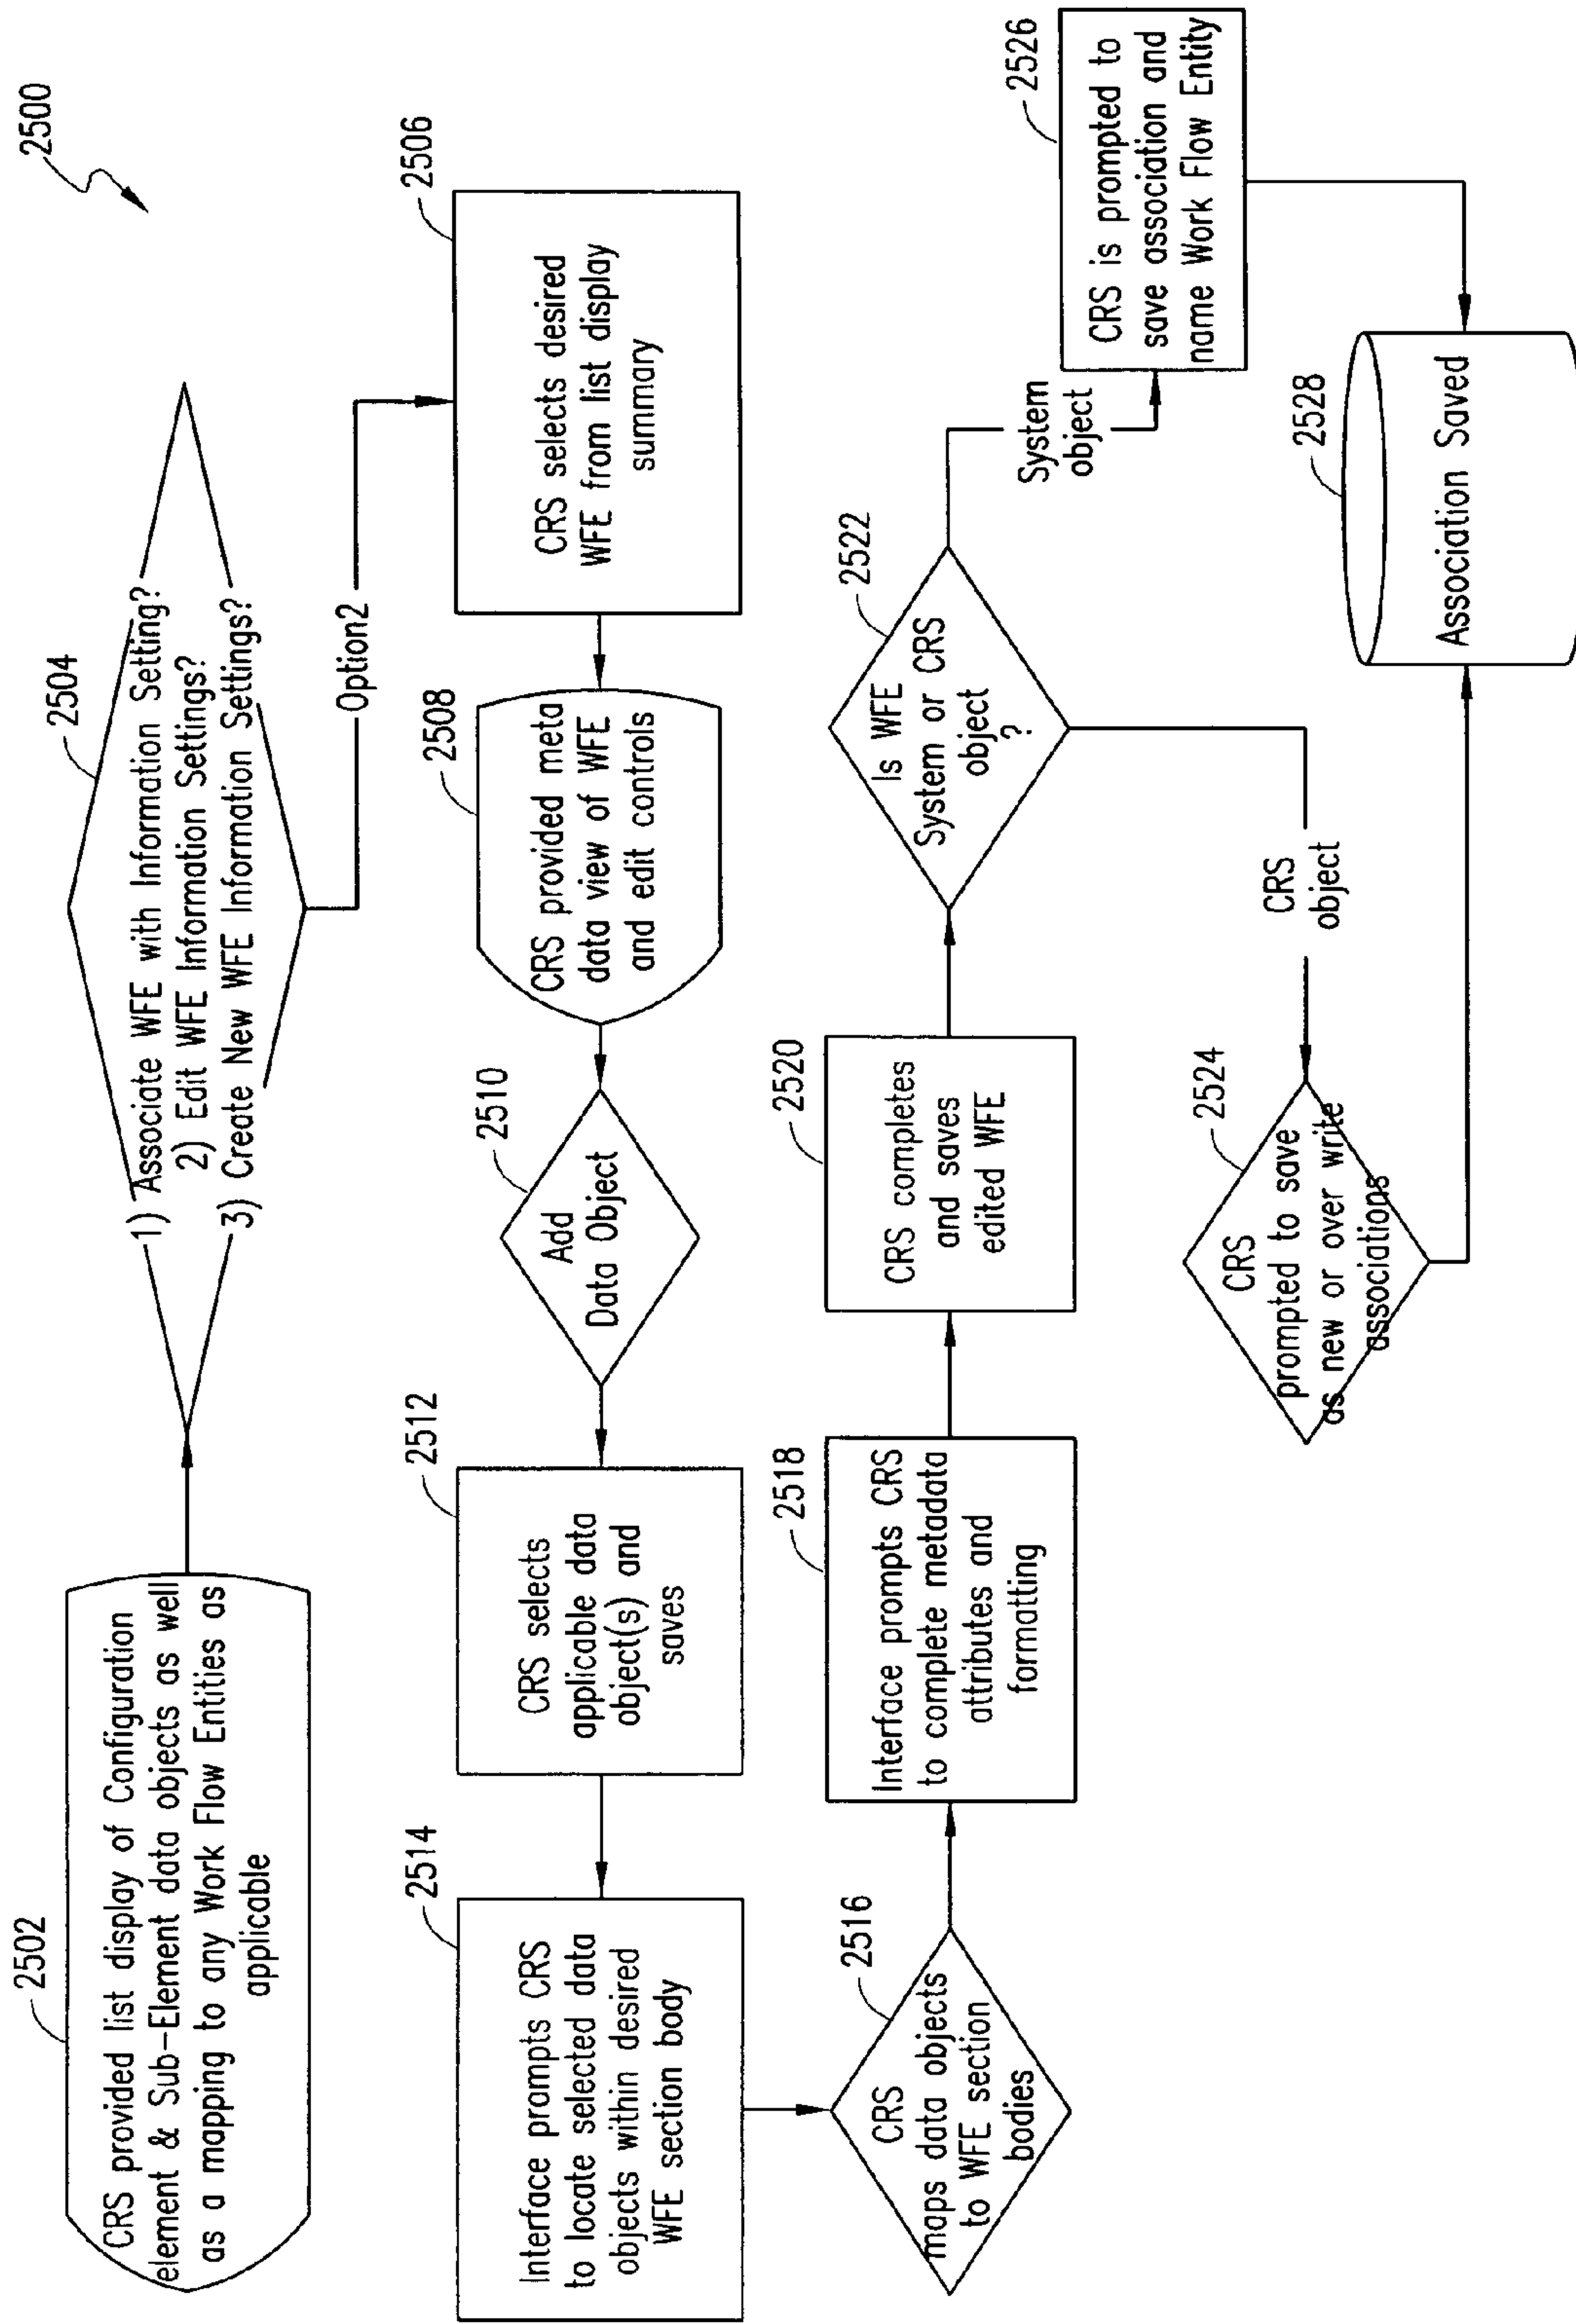 2500
2502
CRS provided list display of Configuration
element & Sub-Element data objects as well
as a mapping to any Work Flow Entities as
applicable
2504
1) Associate WFE with Information Setting?
2) Edit WFE Information Settings?
3) Create New WFE Information Settings?
Option2
2506
CRS selects desired
WFE from list display
summary
2508
CRS provided meta
data view of WFE
and edit controls
2510
Add
Data Object
2512
CRS selects
applicable data
object(s) and
saves
2514
Interface prompts CRS
to locate selected data
objects within desired
WFE section body
2516
CRS
maps data objects
to WFE section
bodies
2518
Interface prompts CRS
to complete metadata
attributes and
formatting
2520
CRS completes
and saves
edited WFE
2522
Is WFE
System or CRS
object
?
System
object
CRS
object
2524
CRS
prompted to save
as new or over write
associations
2526
CRS is prompted to
save association and
name Work Flow Entity
2528
Association Saved